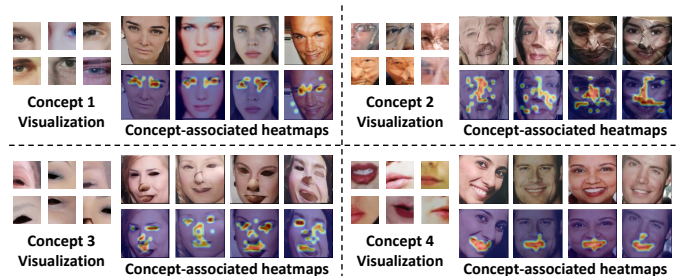 Concept 1
Visualization
Concept-associated heatmaps
Concept 2
Visualization
Concept-associated heatmaps
Concept 3
Visualization
Concept-associated heatmaps
Concept 4
Visualization
Concept-associated heatmaps